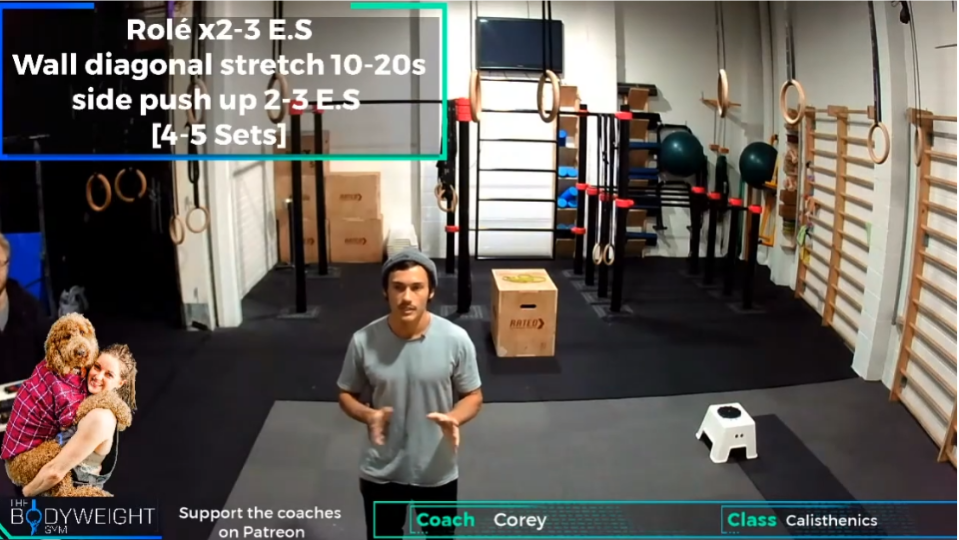 Rolé x2-3 E.S
Wall diagonal stretch 10-20s
side push up 2-3 E.S
[4-5 Sets]
RATED
THE
BODYWEIGHT
GYM
Support the coaches
on Patreon
Coach Corey
Class Calisthenics